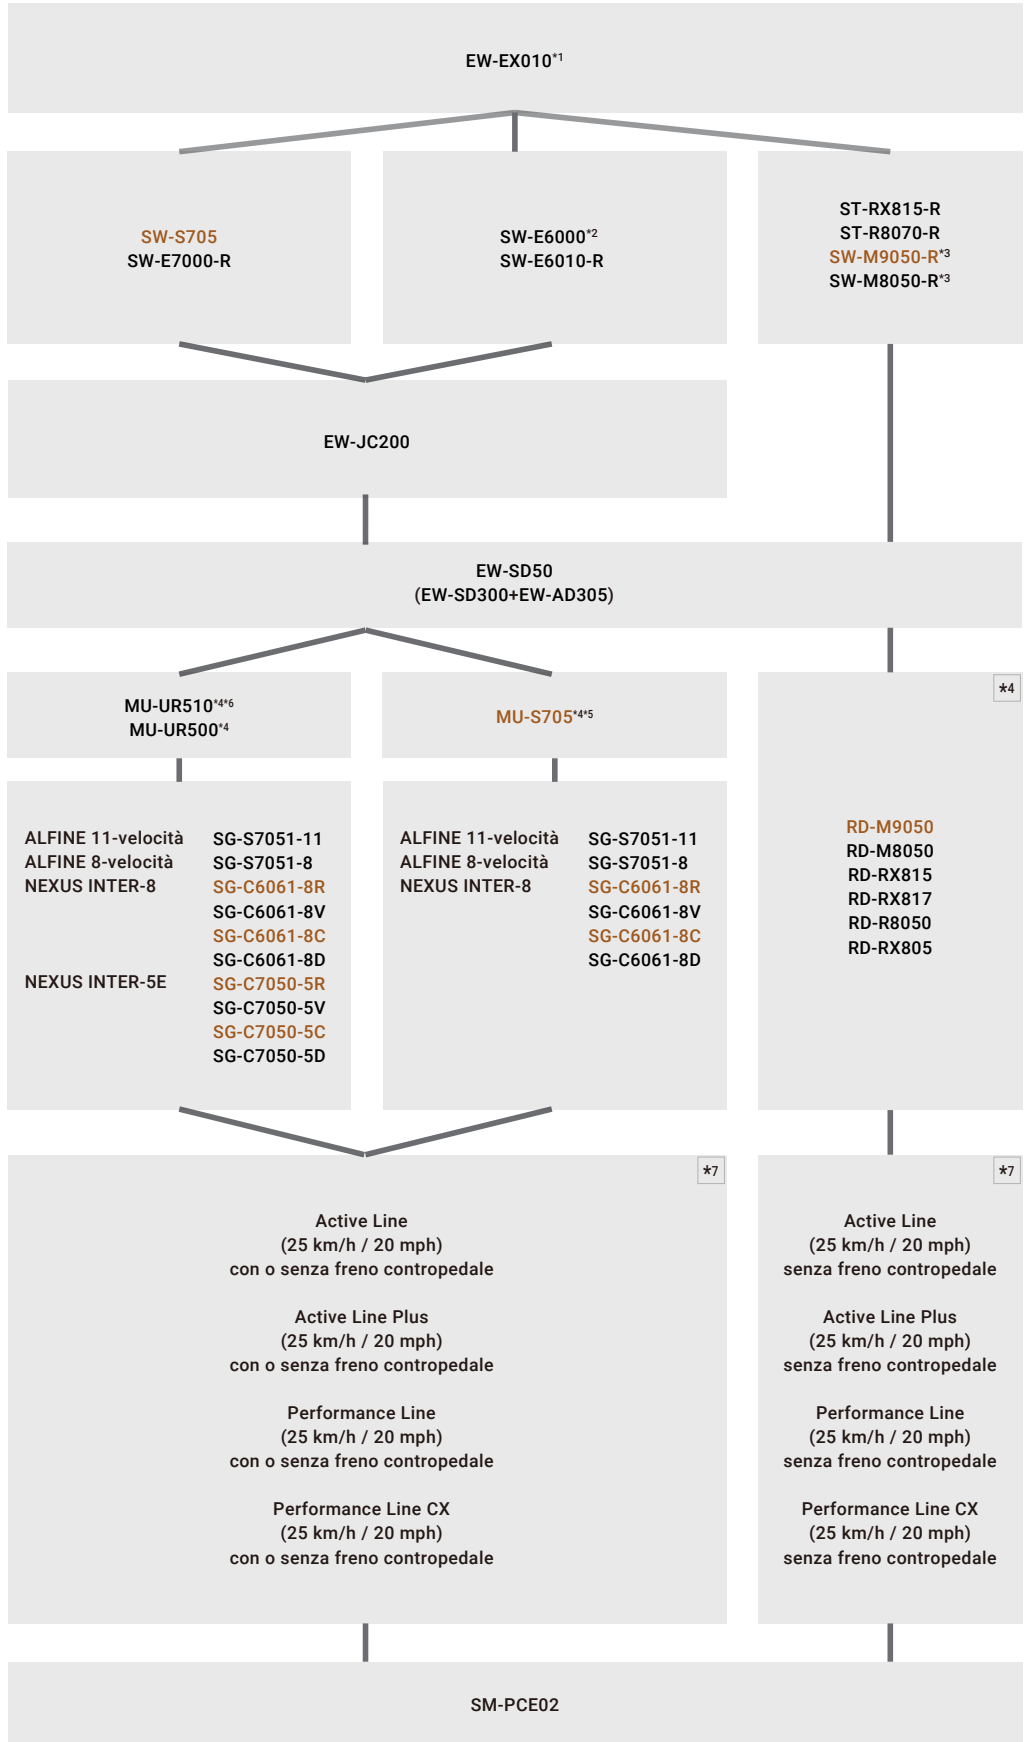 EW-EX010*1
SW-S705
SW-E7000-R
SW-E6000*2
SW-E6010-R
ST-RX815-R
ST-R8070-R
SW-M9050-R*3
SW-M8050-R*3
EW-JC200
EW-SD50
(EW-SD300+EW-AD305)
MU-UR510*4*6
MU-UR500*4
MU-S705*4*5
*4
ALFINE 11-velocità SG-S7051-11
ALFINE 8-velocità SG-S7051-8
NEXUS INTER-8 SG-C6061-8R
SG-C6061-8V
SG-C6061-8C
SG-C6061-8D
NEXUS INTER-5E SG-C7050-5R
SG-C7050-5V
SG-C7050-5C
SG-C7050-5D
ALFINE 11-velocità SG-S7051-11
ALFINE 8-velocità SG-S7051-8
NEXUS INTER-8 SG-C6061-8R
SG-C6061-8V
SG-C6061-8C
SG-C6061-8D
RD-M9050
RD-M8050
RD-RX815
RD-RX817
RD-R8050
RD-RX805
*7
Active Line
(25 km/h / 20 mph)
con o senza freno contropedale
Active Line Plus
(25 km/h / 20 mph)
con o senza freno contropedale
Performance Line
(25 km/h / 20 mph)
con o senza freno contropedale
Performance Line CX
(25 km/h / 20 mph)
con o senza freno contropedale
*7
Active Line
(25 km/h / 20 mph)
senza freno contropedale
Active Line Plus
(25 km/h / 20 mph)
senza freno contropedale
Performance Line
(25 km/h / 20 mph)
senza freno contropedale
Performance Line CX
(25 km/h / 20 mph)
senza freno contropedale
SM-PCE02